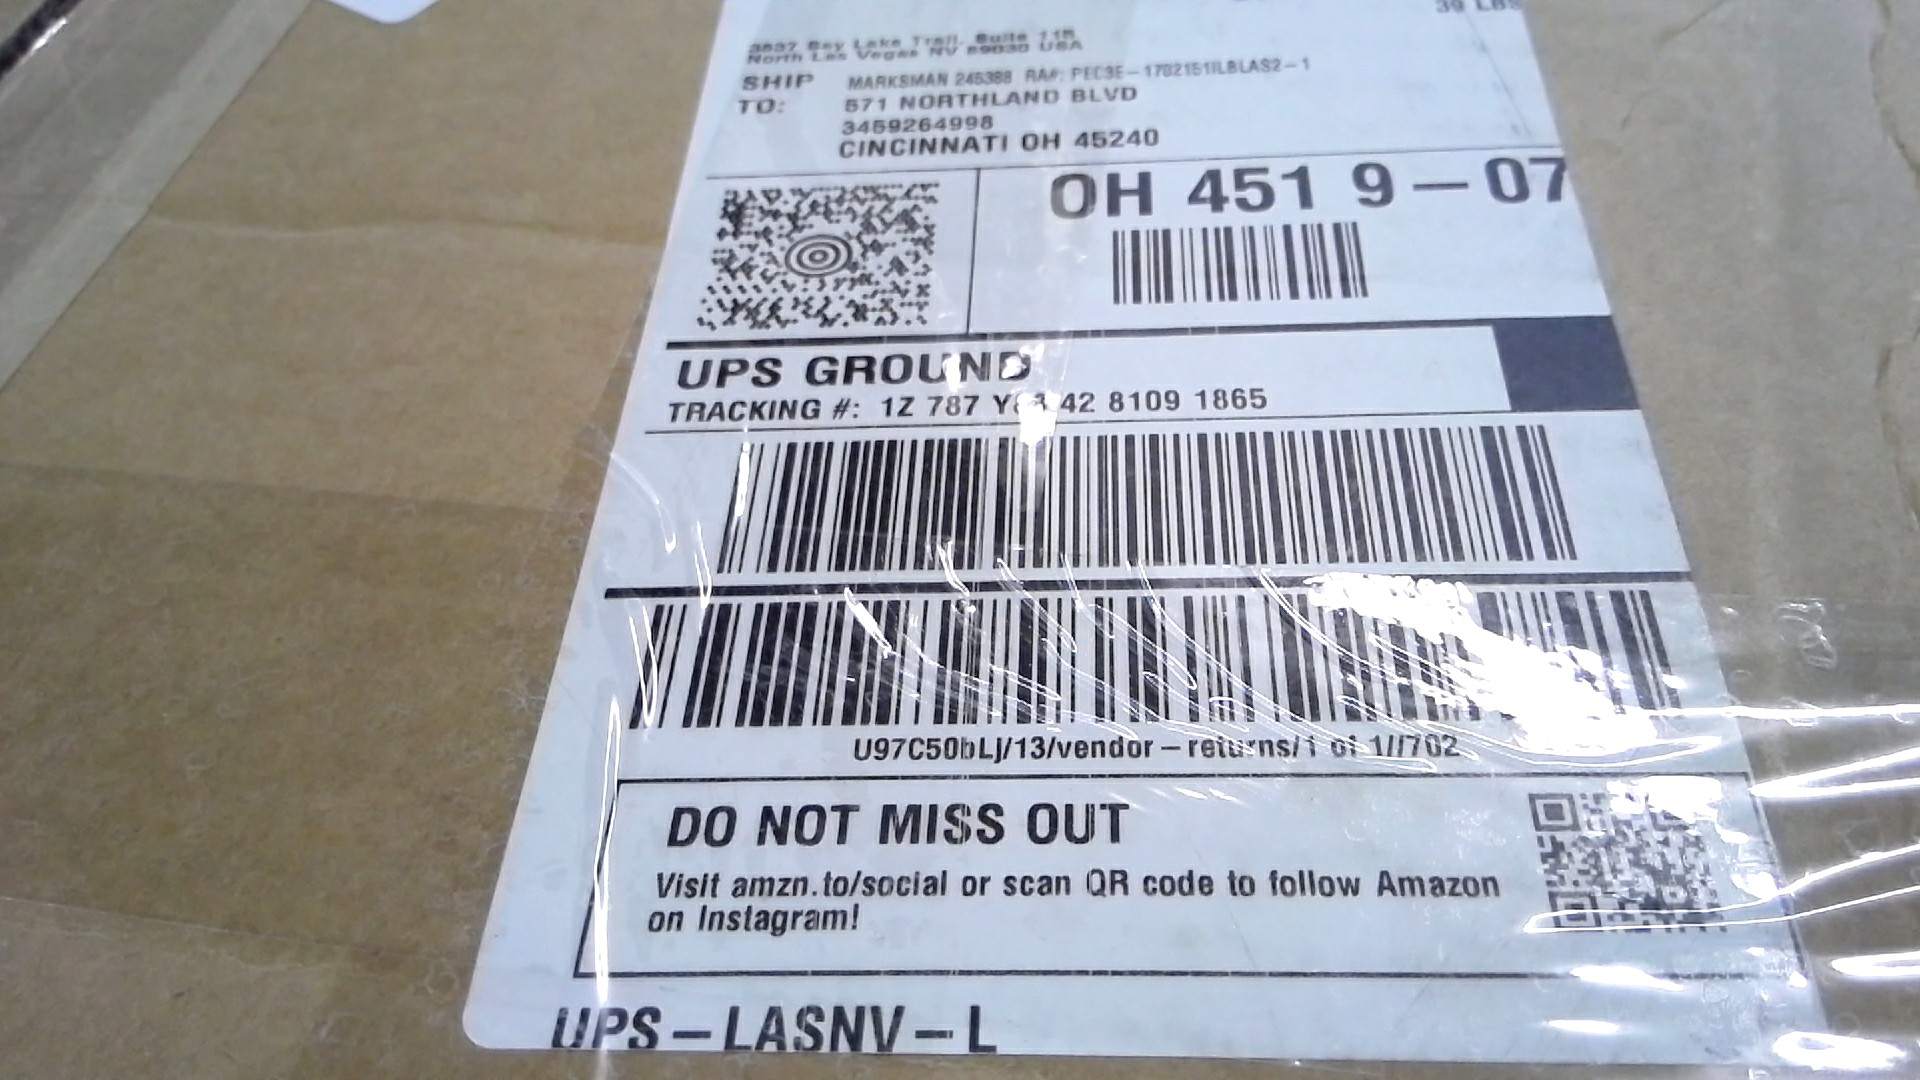 39 LBS
3837 Bay Lake Trail, Suite 115
North Las Vegas NV 89030 USA
SHIP MARKSMAN 245388 RA#: PEC3E-1702151ILBLAS2-1
TO: 571 NORTHLAND BLVD
3459264998
CINCINNATI OH 45240
OH 451 9-07
UPS GROUND
TRACKING #: 1Z 787 42 8109 1865
U97C50bLj/13/vendor-returns/1 of 1//702
DO NOT MISS OUT
Visit amzn.to/social or scan QR code to follow Amazon
on Instagram!
UPS-LASNV-L